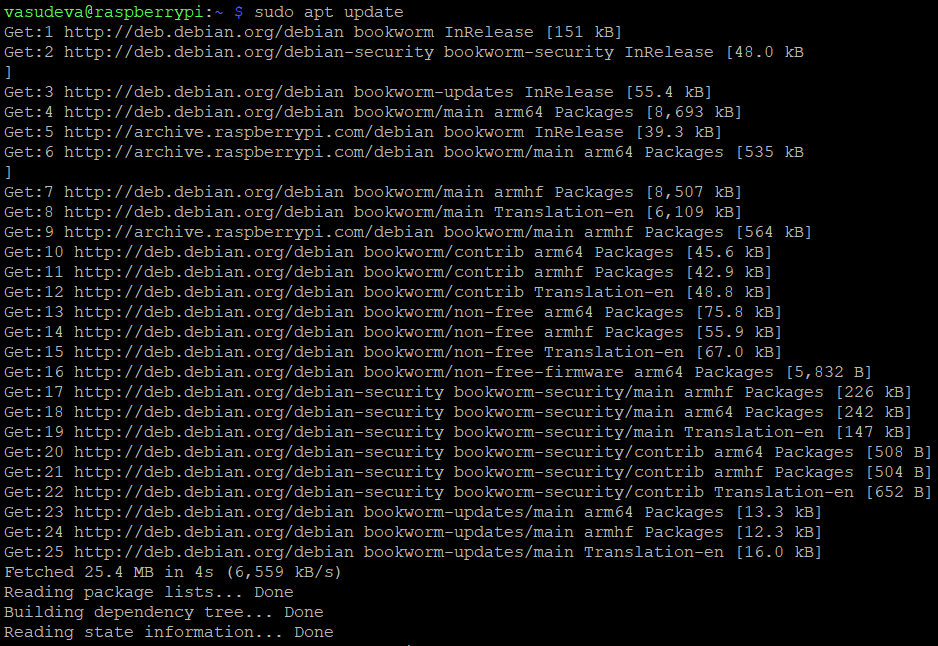 vasudeva@raspberrypi:~ $ sudo apt update
Get:1 http://deb.debian.org/debian bookworm InRelease [151 kB]
Get:2 http://deb.debian.org/debian-security bookworm-security InRelease [48.0 kB
]
Get:3 http://deb.debian.org/debian bookworm-updates InRelease [55.4 kB]
Get:4 http://deb.debian.org/debian bookworm/main arm64 Packages [8,693 kB]
Get:5 http://archive.raspberrypi.com/debian bookworm InRelease [39.3 kB]
Get:6 http://archive.raspberrypi.com/debian bookworm/main arm64 Packages [535 kB
]
Get:7 http://deb.debian.org/debian bookworm/main armhf Packages [8,507 kB]
Get:8 http://deb.debian.org/debian bookworm/main Translation-en [6,109 kB]
Get:9 http://archive.raspberrypi.com/debian bookworm/main armhf Packages [564 kB]
Get:10 http://deb.debian.org/debian bookworm/contrib arm64 Packages [45.6 kB]
Get:11 http://deb.debian.org/debian bookworm/contrib armhf Packages [42.9 kB]
Get:12 http://deb.debian.org/debian bookworm/contrib Translation-en [48.8 kB]
Get:13 http://deb.debian.org/debian bookworm/non-free arm64 Packages [75.8 kB]
Get:14 http://deb.debian.org/debian bookworm/non-free armhf Packages [55.9 kB]
Get:15 http://deb.debian.org/debian bookworm/non-free Translation-en [67.0 kB]
Get:16 http://deb.debian.org/debian bookworm/non-free-firmware arm64 Packages [5,832 B]
Get:17 http://deb.debian.org/debian-security bookworm-security/main armhf Packages [226 kB]
Get:18 http://deb.debian.org/debian-security bookworm-security/main arm64 Packages [242 kB]
Get:19 http://deb.debian.org/debian-security bookworm-security/main Translation-en [147 kB]
Get:20 http://deb.debian.org/debian-security bookworm-security/contrib arm64 Packages [508 B]
Get:21 http://deb.debian.org/debian-security bookworm-security/contrib armhf Packages [504 B]
Get:22 http://deb.debian.org/debian-security bookworm-security/contrib Translation-en [652 B]
Get:23 http://deb.debian.org/debian bookworm-updates/main arm64 Packages [13.3 kB]
Get:24 http://deb.debian.org/debian bookworm-updates/main armhf Packages [12.3 kB]
Get:25 http://deb.debian.org/debian bookworm-updates/main Translation-en [16.0 kB]
Fetched 25.4 MB in 4s (6,559 kB/s)
Reading package lists... Done
Building dependency tree... Done
Reading state information... Done